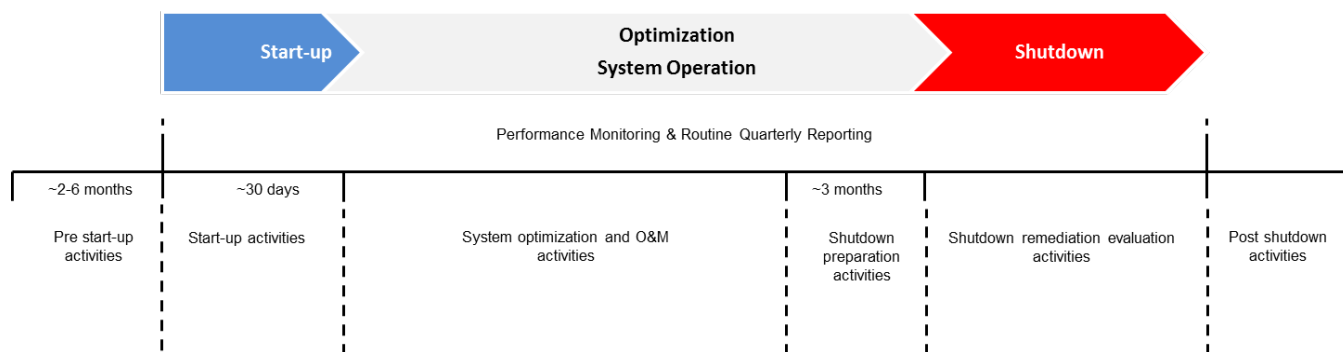 Start-up
Optimization
System Operation
Shutdown
Performance Monitoring & Routine Quarterly Reporting
~2-6 months
~30 days
~3 months
Pre start-up
activities
Start-up activities
System optimization and O&M
activities
Shutdown
preparation
activities
Shutdown remediation evaluation
activities
Post shutdown
activities